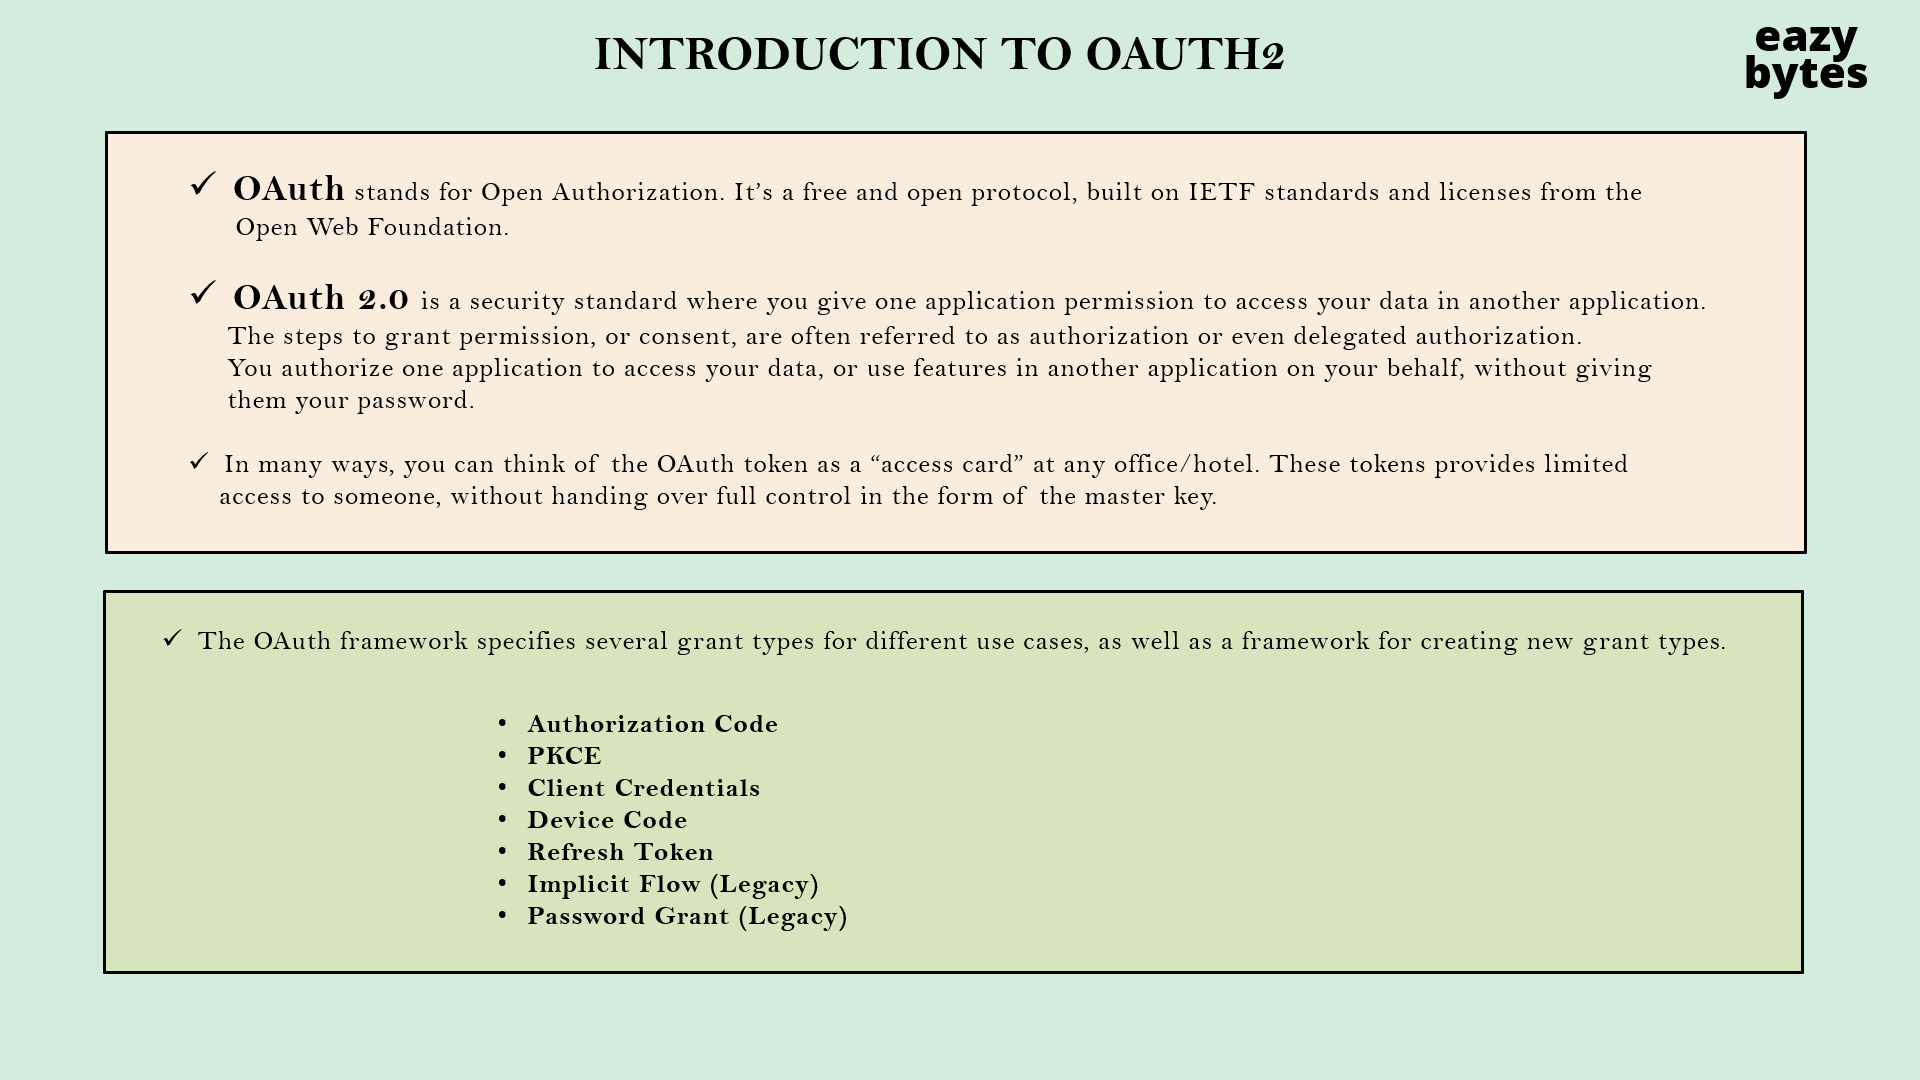 INTRODUCTION TO OAUTH2
eazy
bytes
✓ OAuth stands for Open Authorization. It’s a free and open protocol, built on IETF standards and licenses from the
Open Web Foundation.
✓ OAuth 2.0 is a security standard where you give one application permission to access your data in another application.
The steps to grant permission, or consent, are often referred to as authorization or even delegated authorization.
You authorize one application to access your data, or use features in another application on your behalf, without giving
them your password.
✓ In many ways, you can think of the OAuth token as a “access card” at any office/hotel. These tokens provides limited
access to someone, without handing over full control in the form of the master key.
✓ The OAuth framework specifies several grant types for different use cases, as well as a framework for creating new grant types.
• Authorization Code
• PKCE
• Client Credentials
• Device Code
• Refresh Token
• Implicit Flow (Legacy)
• Password Grant (Legacy)